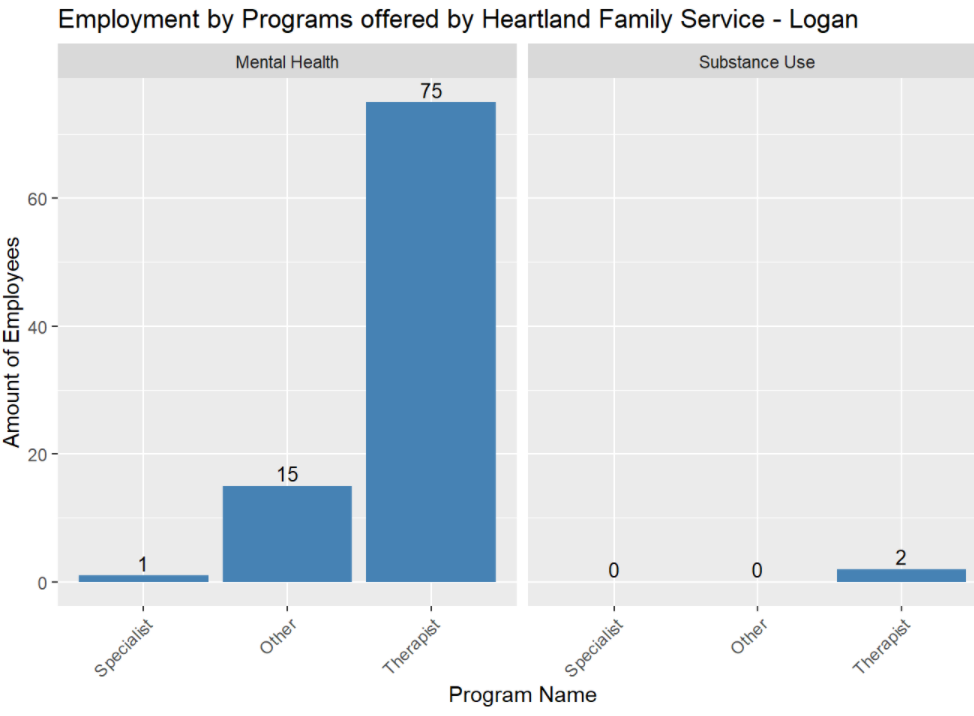 Employment by Programs offered by Heartland Family Service - Logan
Mental Health
Substance Use
Amount of Employees
60
40
20
0
75
15
1
0
0
2
Specialist
Other
Therapist
Specialist
Other
Therapist
Program Name